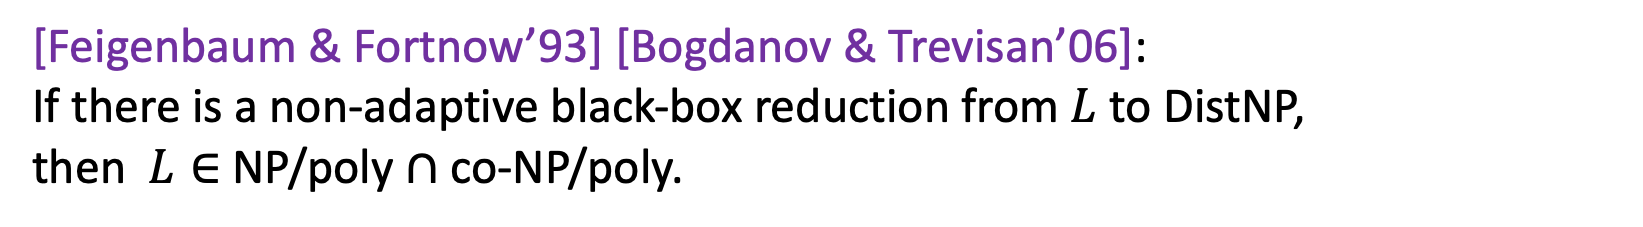 [Feigenbaum & Fortnow’93] [Bogdanov & Trevisan’06]:
If there is a non-adaptive black-box reduction from 𝐿 to DistNP,
then 𝐿 ∈ NP/poly ∩ co-NP/poly.